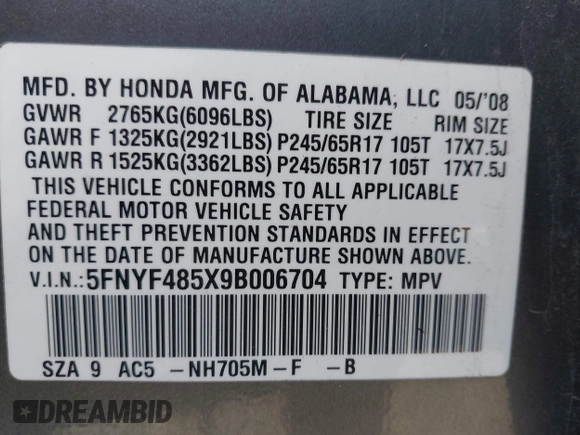 MFD. BY HONDA MFG. OF ALABAMA, LLC 05/'08
GVWR 2765KG(6096LBS) TIRE SIZE RIM SIZE
GAWR F 1325KG(2921LBS) P245/65R17 105T 17X7.5J
GAWR R 1525KG(3362LBS) P245/65R17 105T 17X7.5J
THIS VEHICLE CONFORMS TO ALL APPLICABLE
FEDERAL MOTOR VEHICLE SAFETY
AND THEFT PREVENTION STANDARDS IN EFFECT
ON THE DATE OF MANUFACTURE SHOWN ABOVE.
V.I.N.:5FNYF485X9B006704 TYPE: MPV
SZA 9 AC5 -NH705M-F -B
DREAMBID